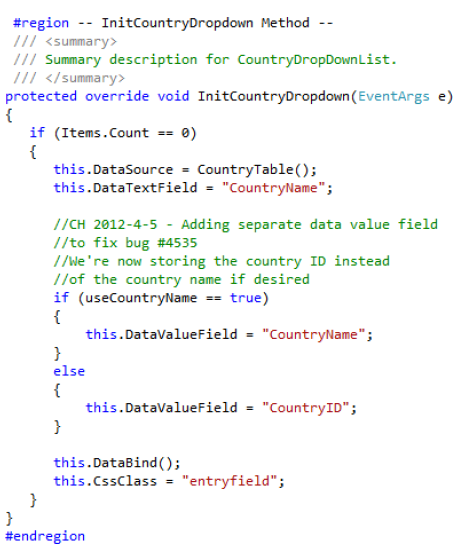 #region -- InitCountryDropdown Method --
/// <summary>
/// Summary description for CountryDropDownList.
/// </summary>
protected override void InitCountryDropdown(EventArgs e)
{
if (Items.Count == 0)
{
this.DataSource = CountryTable();
this.DataTextField = "CountryName";
//CH 2012-4-5 - Adding separate data value field
//to fix bug #4535
//We're now storing the country ID instead
//of the country name if desired
if (useCountryName == true)
{
this.DataValueField = "CountryName";
}
else
{
this.DataValueField = "CountryID";
}
this.DataBind();
this.CssClass = "entryfield";
}
}
#endregion